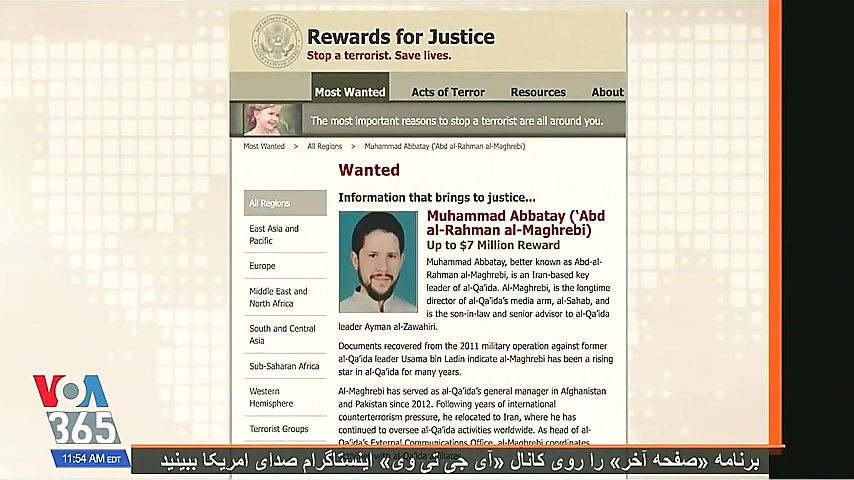 Rewards for Justice
Stop a terrorist. Save lives.
Most Wanted Acts of Terror Resources About
The most important reasons to stop a terrorist are all around you.
Most Wanted > All Regions > Muhammad Abbatay ('Abd al-Rahman al-Maghrebi)
Wanted
All Regions
East Asia and
Pacific
Europe
Middle East and
North Africa
South and Central
Asia
Sub-Saharan Africa
Western
Hemisphere
Terrorist Groups
Information that brings to justice...
Muhammad Abbatay ('Abd
al-Rahman al-Maghrebi)
Up to $7 Million Reward
Muhammad Abbatay, better known as Abd-al-
Rahman al-Maghrebi, is an Iran-based key
leader of al-Qa'ida. Al-Maghrebi, is the longtime
director of al-Qa'ida's media arm, al-Sahab, and
is the son-in-law and senior advisor to al-Qa'ida
leader Ayman al-Zawahiri.
Documents recovered from the 2011 military operation against former
al-Qa'ida leader Usama bin Ladin indicate al-Maghrebi has been a rising
star in al-Qa'ida for many years.
Al-Maghrebi has served as al-Qa'ida's general manager in Afghanistan
and Pakistan since 2012. Following years of international
counterterrorism pressure, he relocated to Iran, where he has
continued to oversee al-Qa'ida activities worldwide. As head of al-
Qa'ida's External Communications Office, al-Maghrebi coordinates
VOA
365
11:54 AM EDT
برنامه «صفحه آخر» را روی کانال «آی جی تی وی» اینستاگرام صدای امریکا ببینید